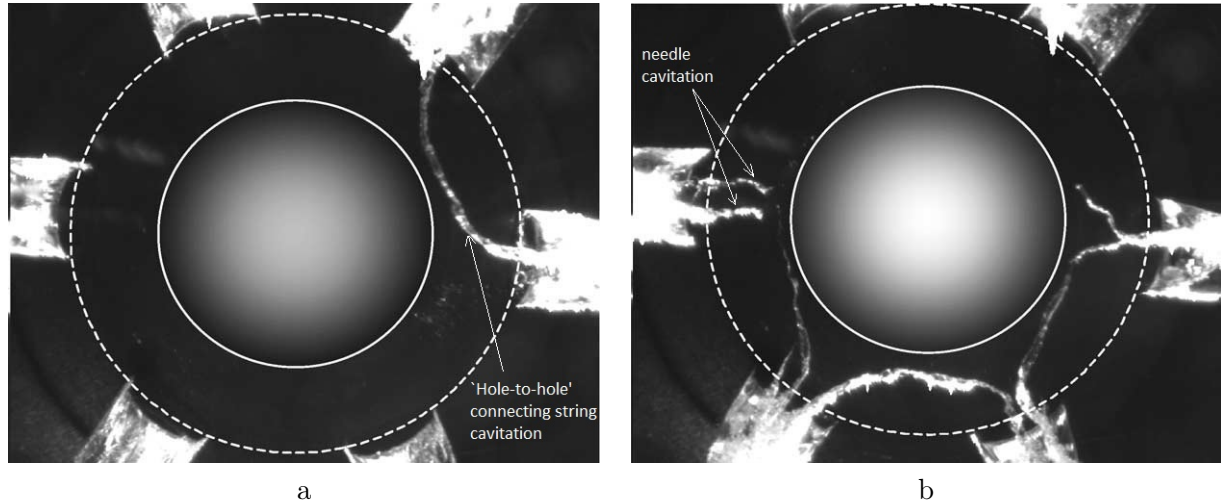 needle
cavitation
`Hole-to-hole'
connecting string
cavitation
a
b